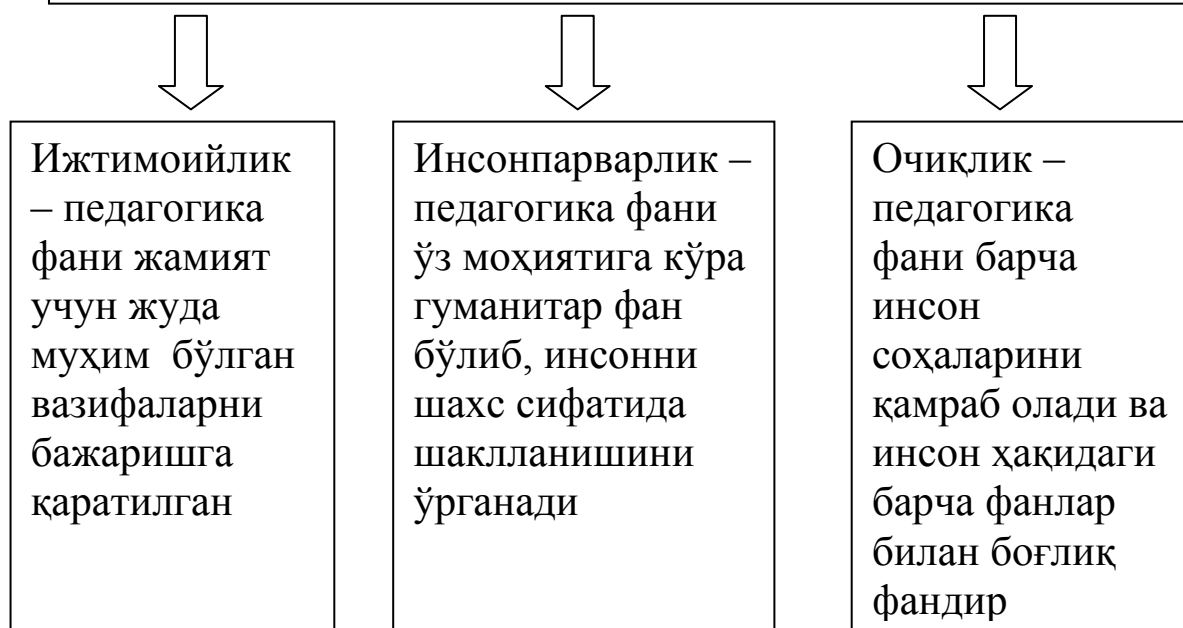 Ижтимоийлик
– педагогика
фани жамият
учун жуда
муҳим бўлган
вазифаларни
бажаришга
қаратилган
Инсонпарварлик –
педагогика фани
ўз моҳиятига кўра
гуманитар фан
бўлиб, инсонни
шахс сифатида
шаклланишини
ўрганади
Очиқлик –
педагогика
фани барча
инсон
соҳаларини
қамраб олади ва
инсон ҳақидаги
барча фанлар
билан боғлиқ
фандир